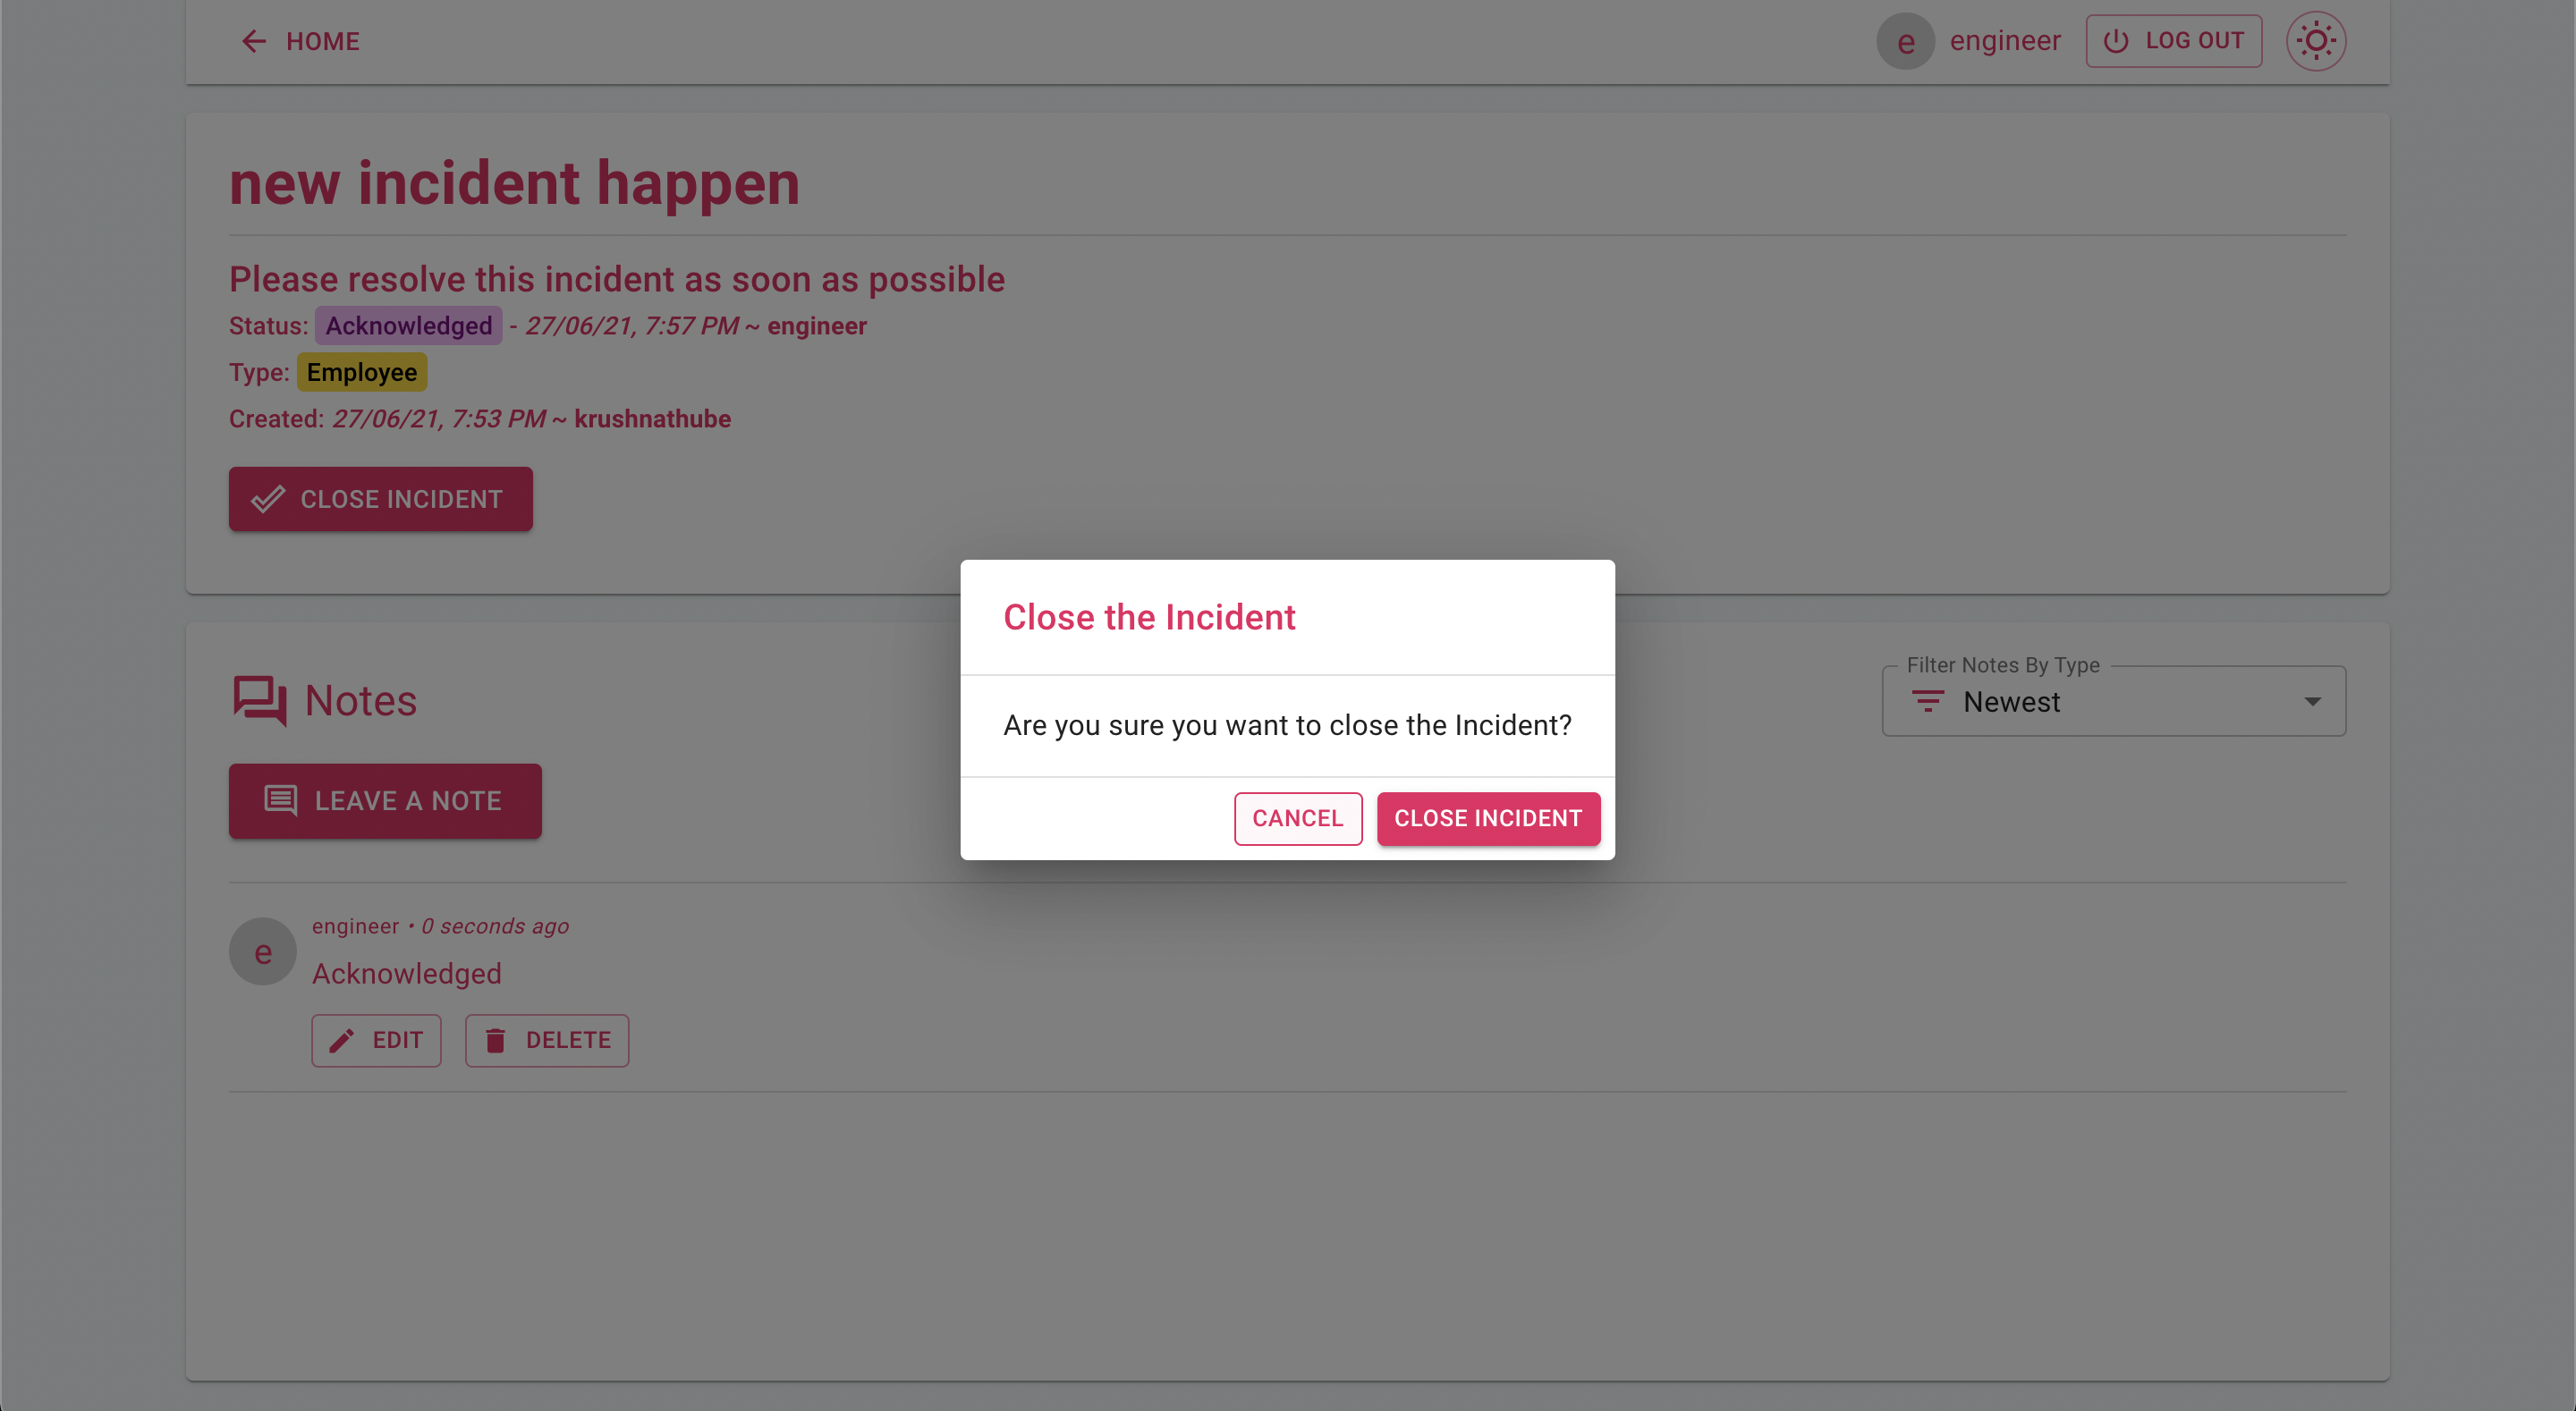 HOME
e engineer LOG OUT
new incident happen
Please resolve this incident as soon as possible
Status: Acknowledged - 27/06/21, 7:57 PM ~ engineer
Type: Employee
Created: 27/06/21, 7:53 PM ~ krushnathube
CLOSE INCIDENT
Close the Incident
Are you sure you want to close the Incident?
CANCEL CLOSE INCIDENT
Notes
Filter Notes By Type
Newest
LEAVE A NOTE
e
engineer • 0 seconds ago
Acknowledged
EDIT DELETE